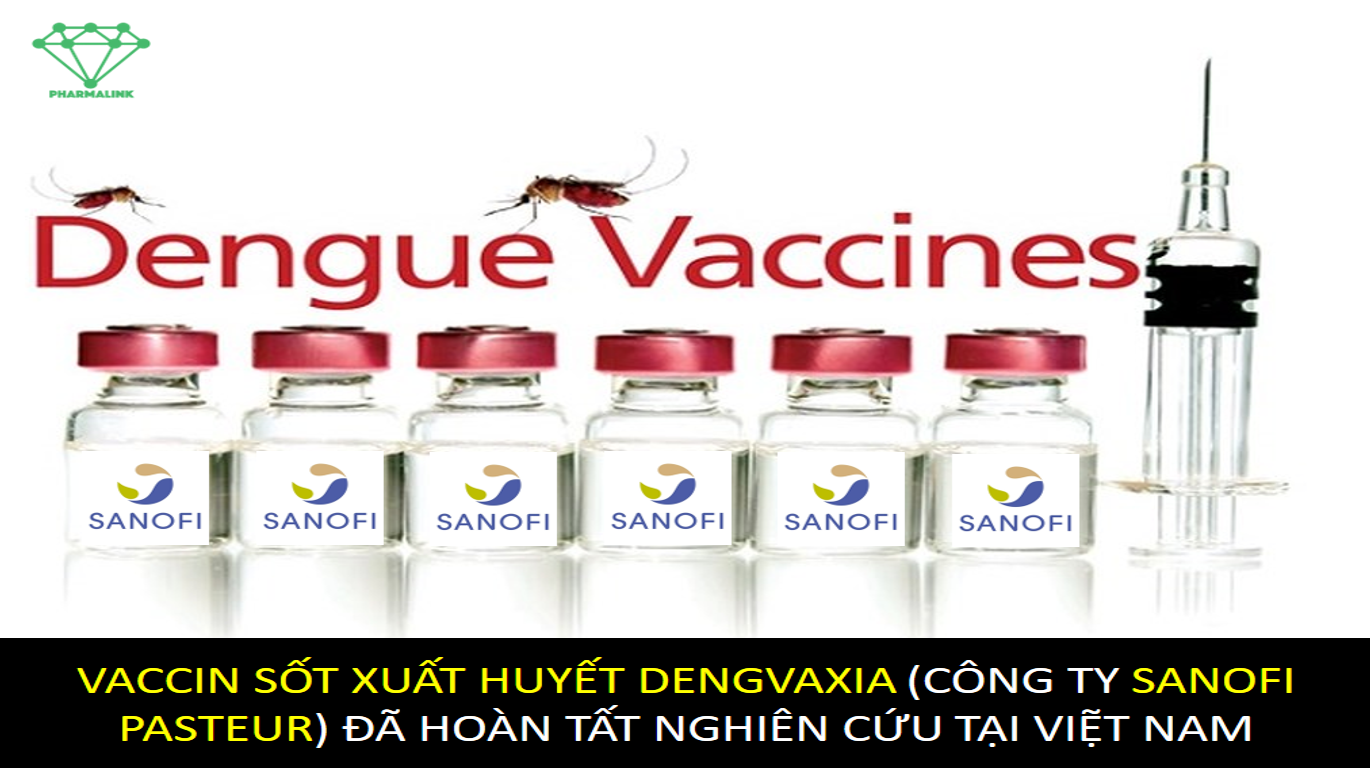 PHARMALINK
Dengue Vaccines
SANOFI
SANOFI
SANOFI
SANOFI
SANOFI
SANOFI
VACCIN SỐT XUẤT HUYẾT DENGVAXIA (CÔNG TY SANOFI
PASTEUR) ĐÃ HOÀN TẤT NGHIÊN CỨU TẠI VIỆT NAM